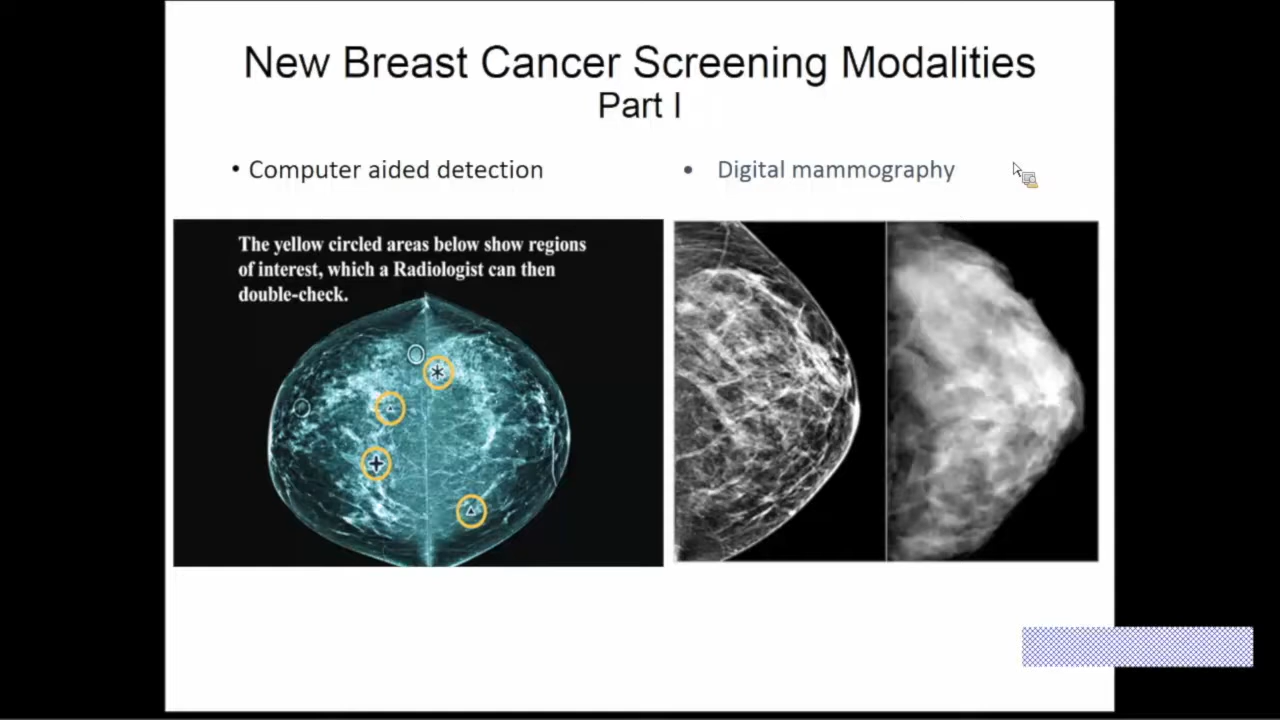 New Breast Cancer Screening Modalities
Part I
• Computer aided detection
• Digital mammography
The yellow circled areas below show regions
of interest, which a Radiologist can then
double-check.